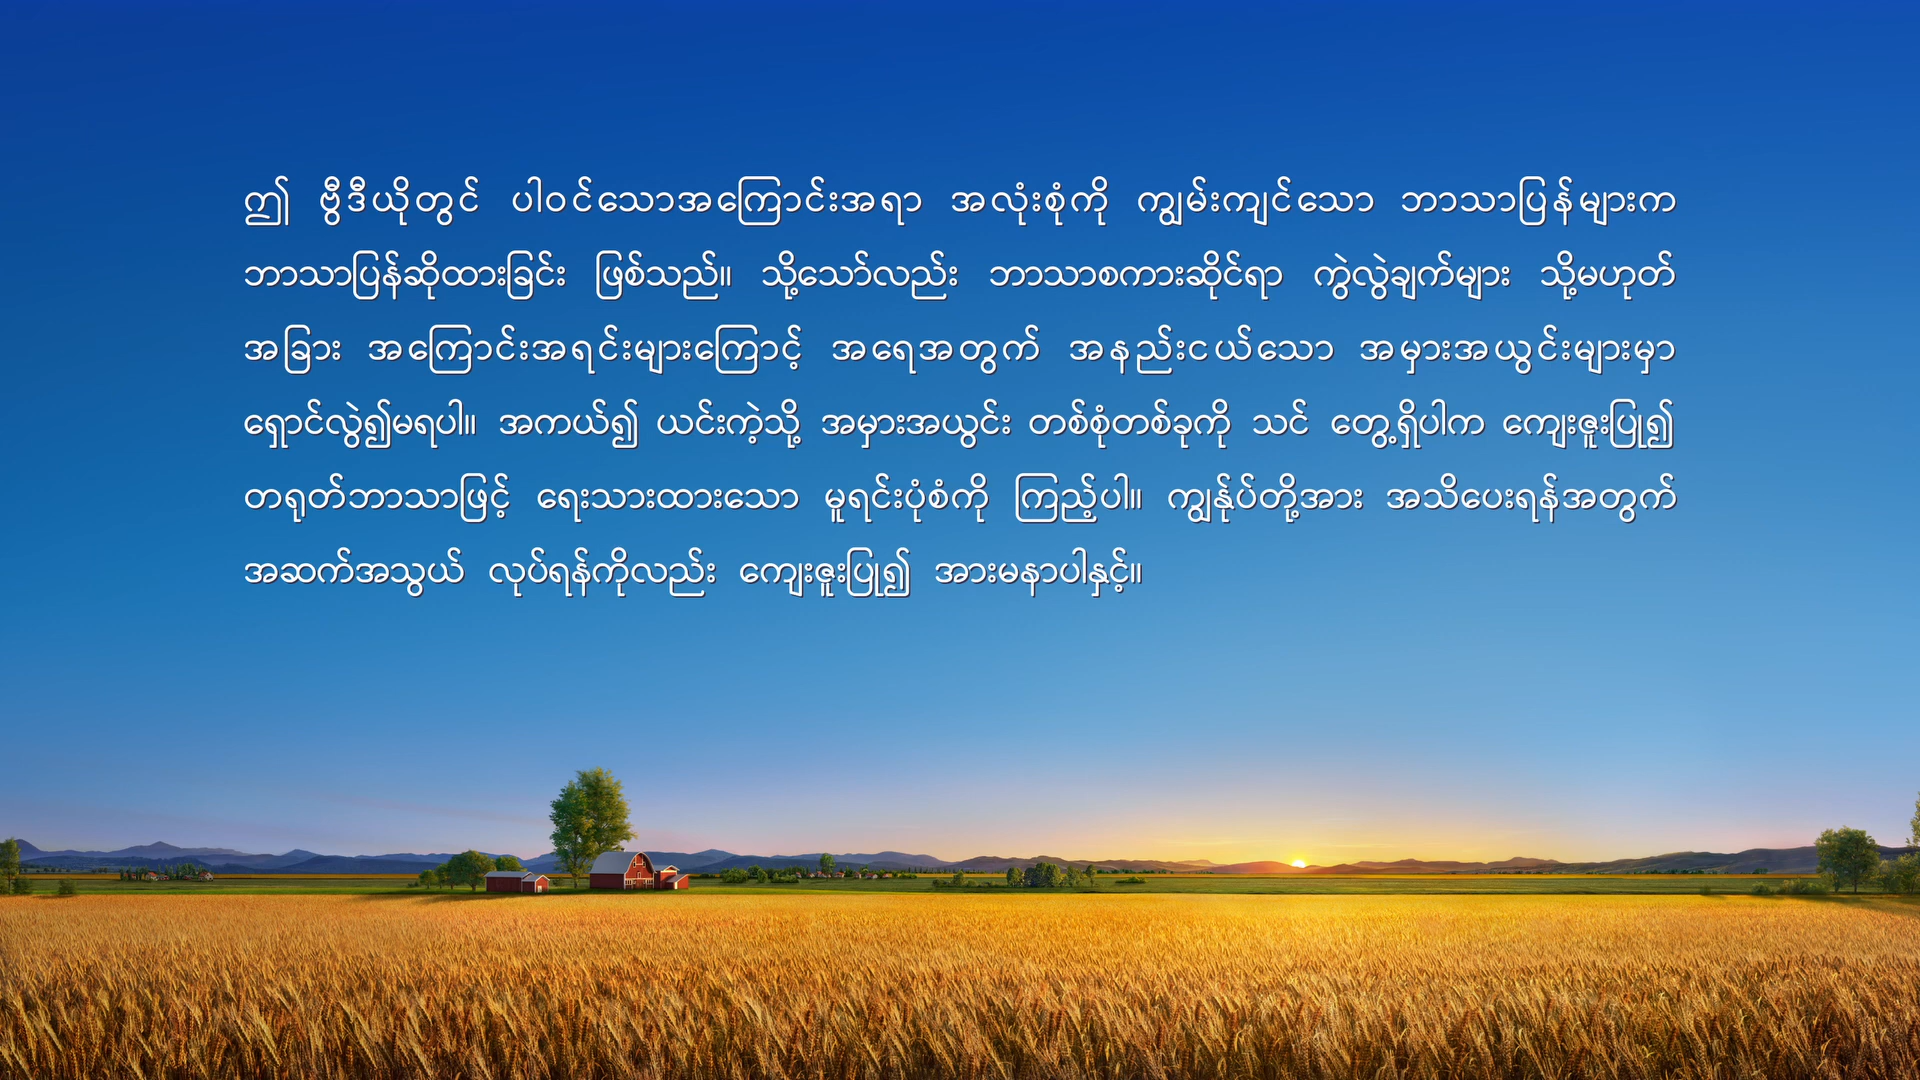 ဤ ဗွီဒီယိုတွင် ပါဝင်သောအကြောင်းအရာ အလုံးစုံကို ကျွမ်းကျင်သော ဘာသာပြန်များက
ဘာသာပြန်ဆိုထားခြင်း ဖြစ်သည်။ သို့သော်လည်း ဘာသာစကားဆိုင်ရာ ကွဲလွဲချက်များ သို့မဟုတ်
အခြား အကြောင်းအရင်းများကြောင့် အရေအတွက် အနည်းငယ်သော အမှားအယွင်းများမှာ
ရှောင်လွဲ၍မရပါ။ အကယ်၍ ယင်းကဲ့သို့ အမှားအယွင်း တစ်စုံတစ်ခုကို သင် တွေ့ရှိပါက ကျေးဇူးပြု၍
တရုတ်ဘာသာဖြင့် ရေးသားထားသော မူရင်းပုံစံကို ကြည့်ပါ။ ကျွန်ုပ်တို့အား အသိပေးရန်အတွက်
အဆက်အသွယ် လုပ်ရန်ကိုလည်း ကျေးဇူးပြု၍ အားမနာပါနှင့်။